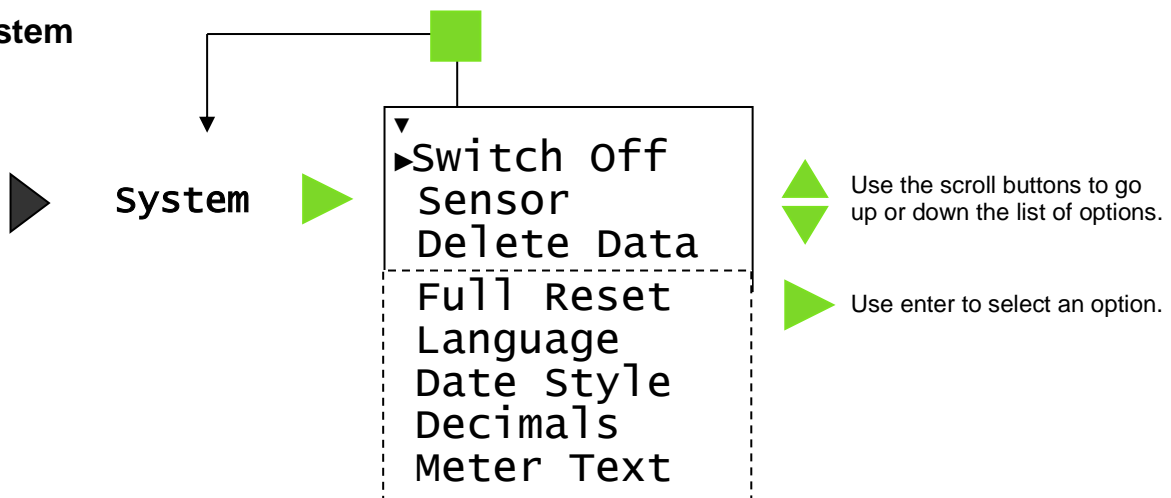 stem
System
▼
►Switch Off
Sensor
Delete Data
Full Reset
Language
Date Style
Decimals
Meter Text
Use the scroll buttons to go
up or down the list of options.
Use enter to select an option.